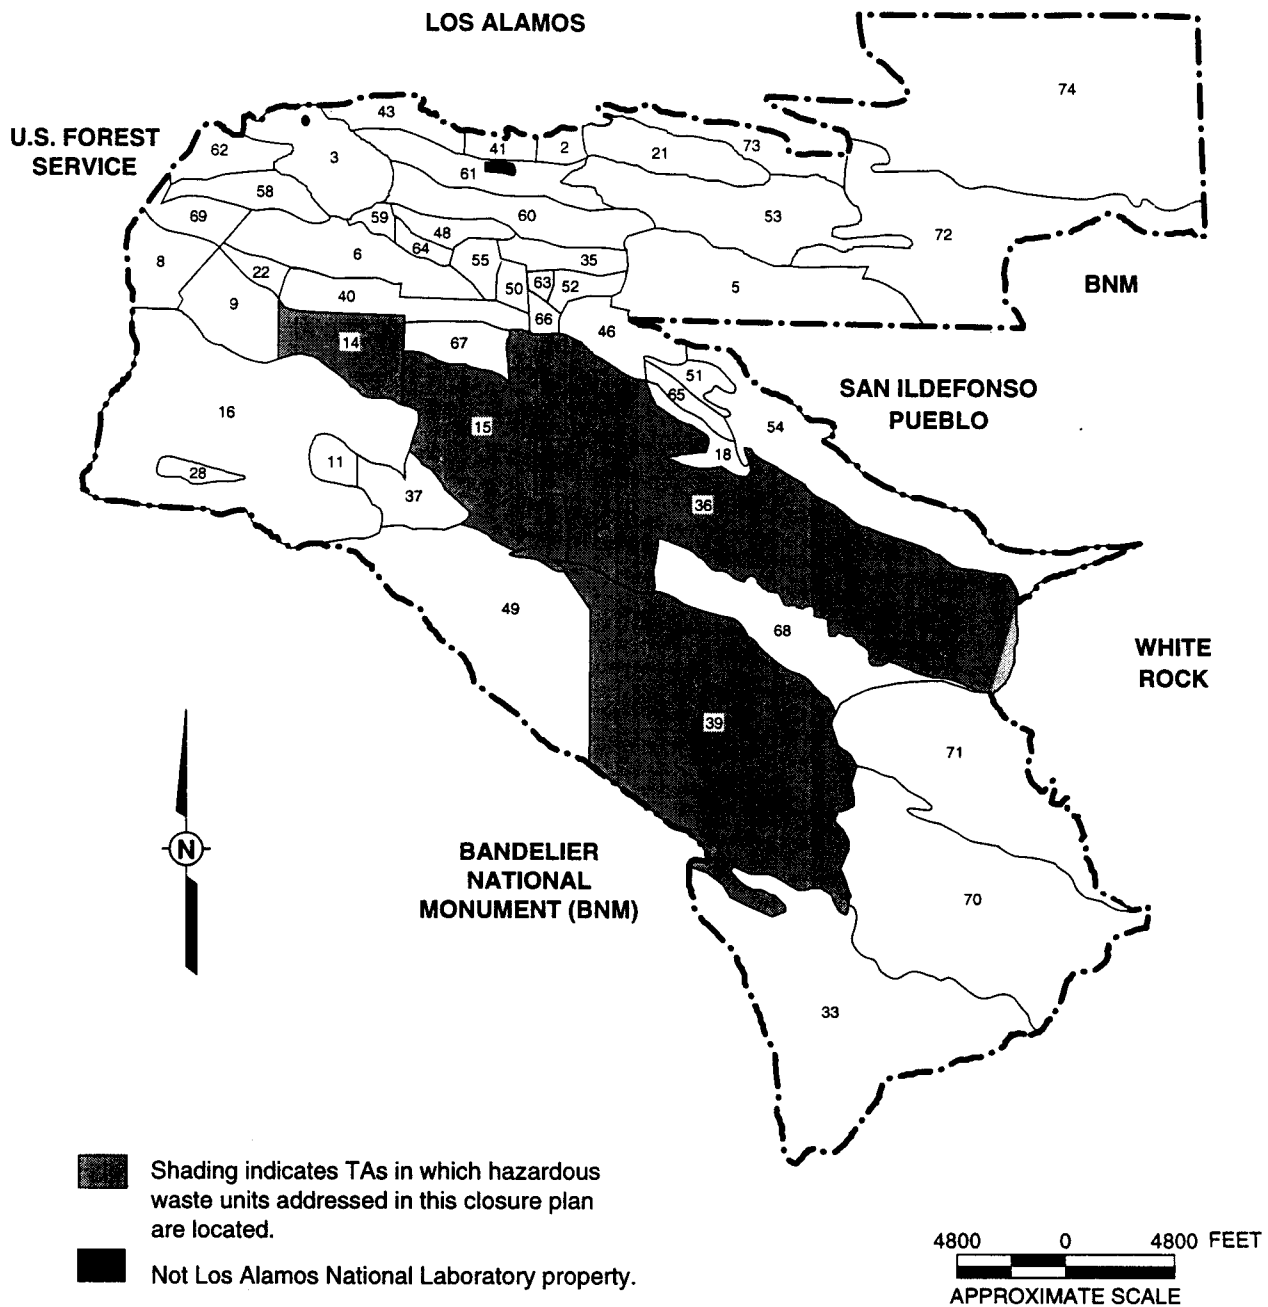 LOS ALAMOS
74
43
U.S. FOREST
SERVICE
62
3
41
2
21
73
61
58
69
59
60
53
72
48
64
6
8
22
55
35
BNM
9
40
50
63
52
5
66
46
14
67
51
65
SAN ILDEFONSO
PUEBLO
16
15
54
18
28
11
37
36
49
68
WHITE
ROCK
39
71
N
BANDELIER
NATIONAL
MONUMENT (BNM)
70
33
Shading indicates TAs in which hazardous
waste units addressed in this closure plan
are located.
Not Los Alamos National Laboratory property.
4800 0 4800 FEET
APPROXIMATE SCALE